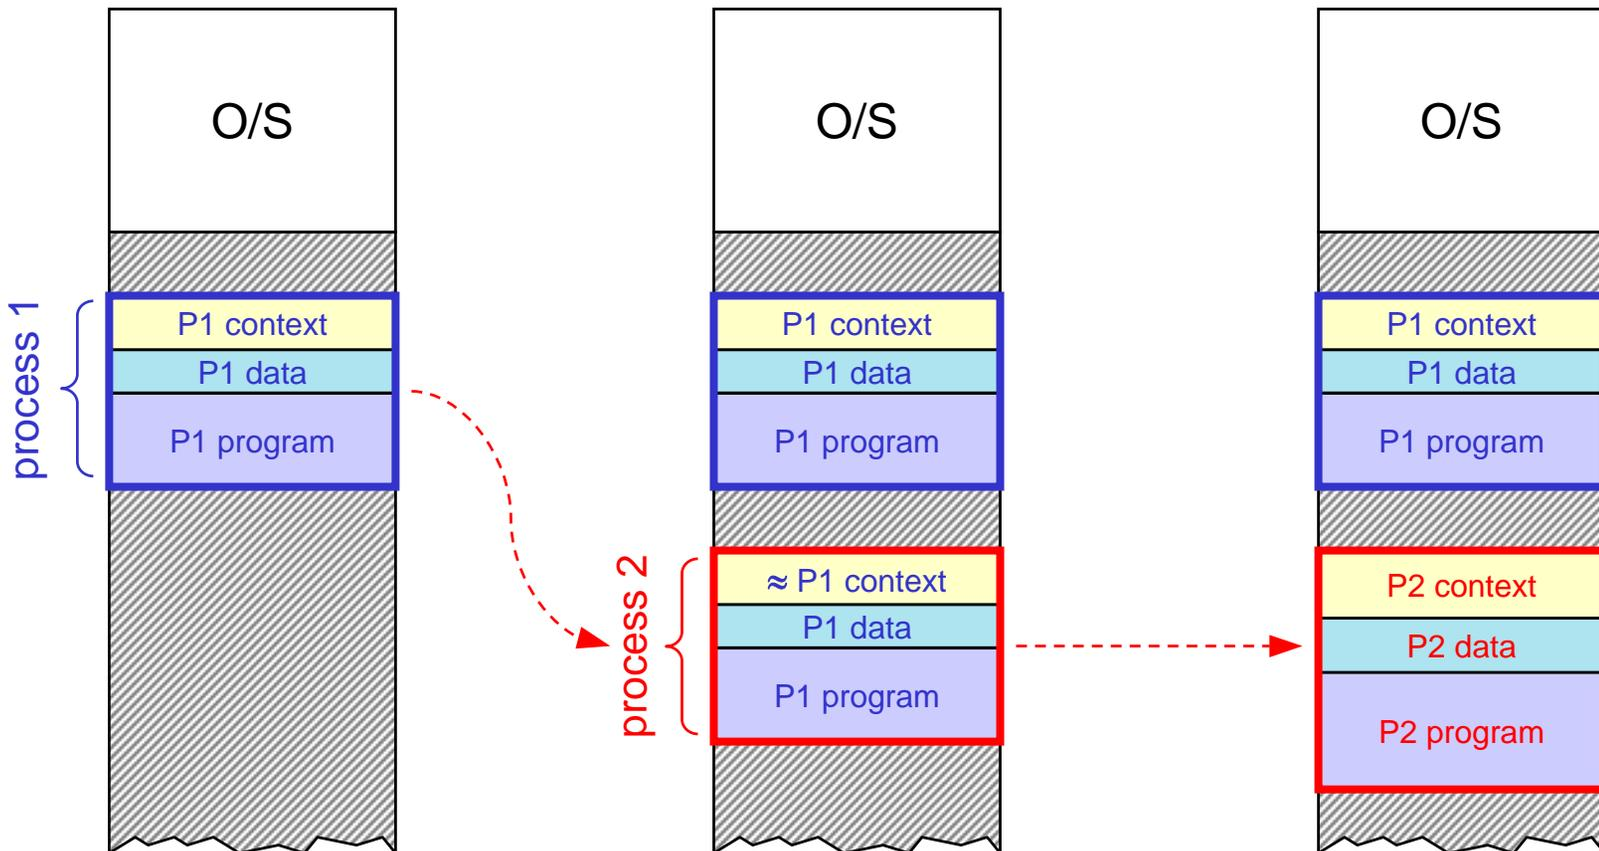 O/S
process 1
P1 context
P1 data
P1 program
O/S
P1 context
P1 data
P1 program
process 2
≈ P1 context
P1 data
P1 program
O/S
P1 context
P1 data
P1 program
P2 context
P2 data
P2 program